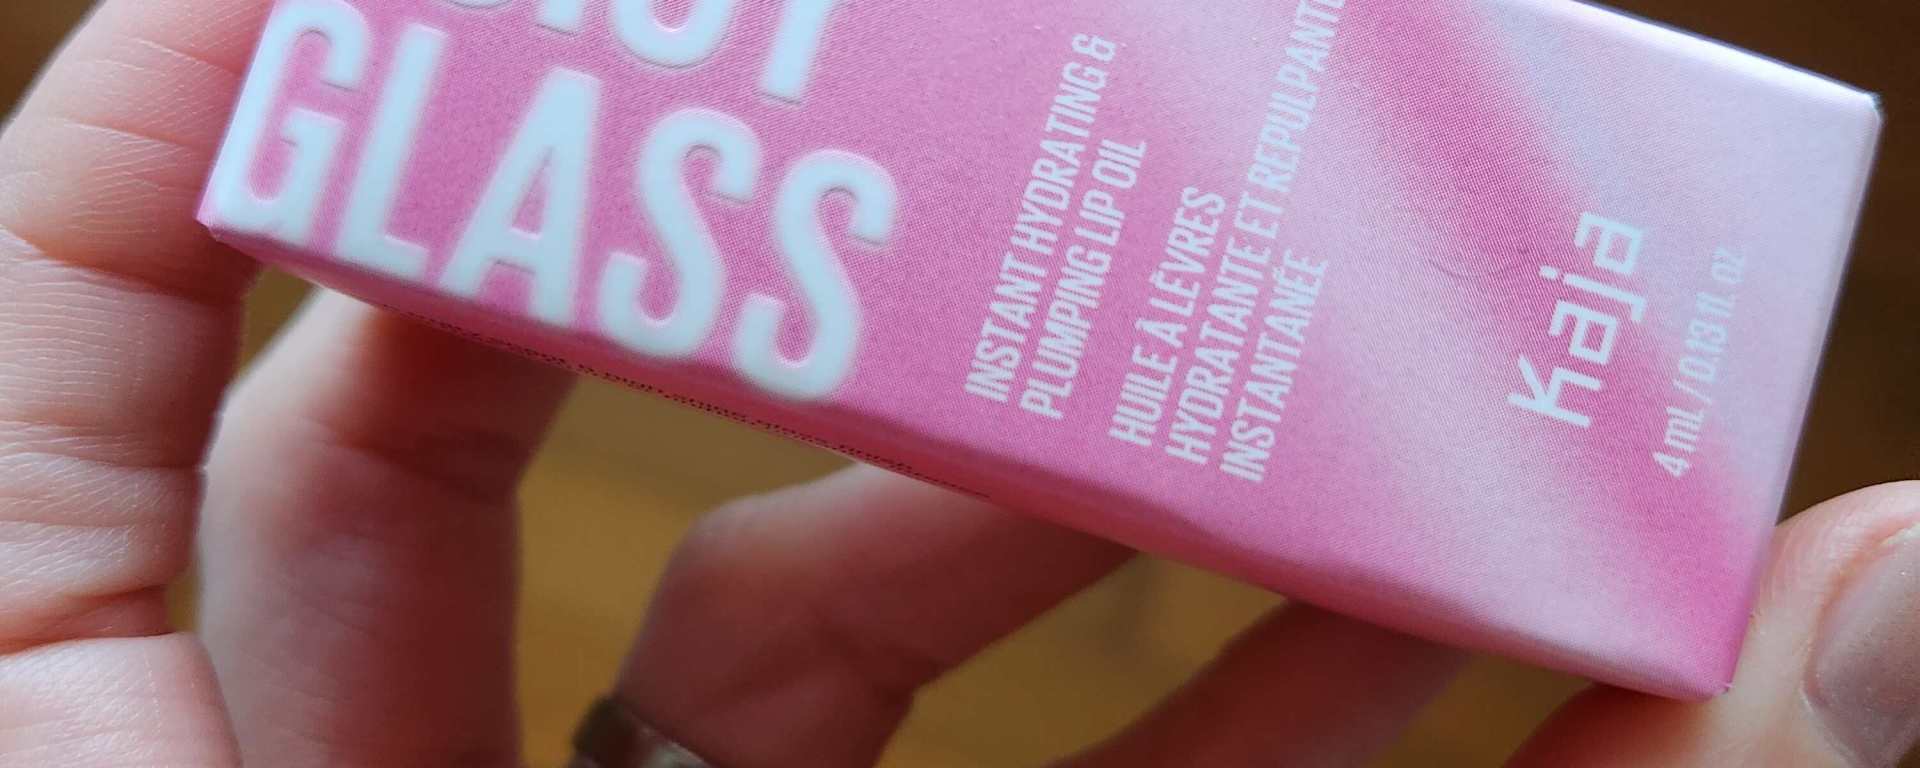 GLASS
INSTANT HYDRATING &
PLUMPING LIP OIL
HUILE À LÈVRES
HYDRATANTE ET REPULPANTE
INSTANTANÉE
kaja
4 mL / 0.13 fl. oz